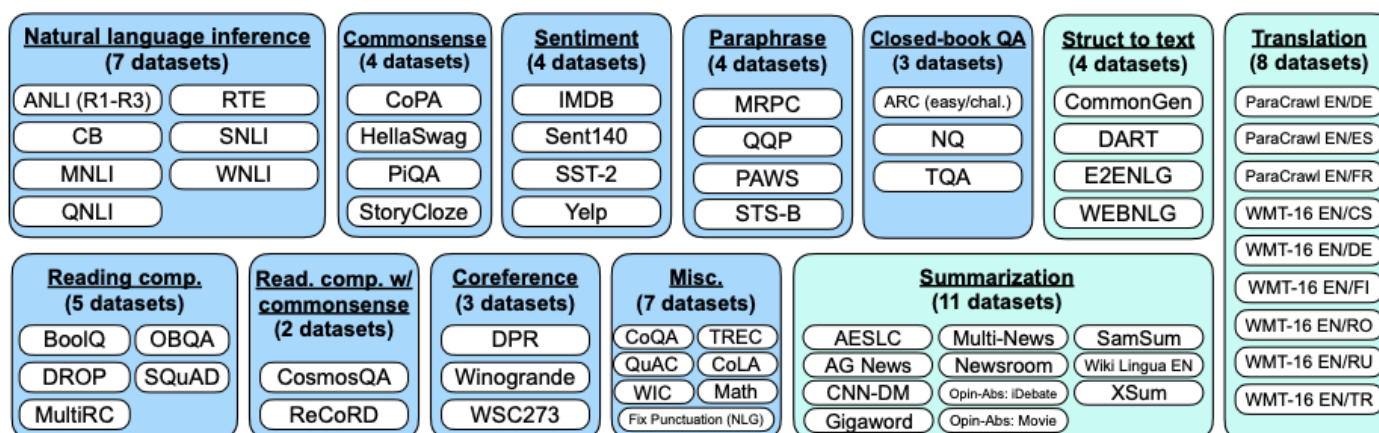 Natural language inference
(7 datasets)
ANLI (R1-R3)
RTE
CB
SNLI
MNLI
WNLI
QNLI
Commonsense
(4 datasets)
CoPA
HellaSwag
PiQA
StoryCloze
Sentiment
(4 datasets)
IMDB
Sent140
SST-2
Yelp
Paraphrase
(4 datasets)
MRPC
QQP
PAWS
STS-B
Closed-book QA
(3 datasets)
ARC (easy/chal.)
NQ
TQA
Struct to text
(4 datasets)
CommonGen
DART
E2ENLG
WEBNLG
Translation
(8 datasets)
ParaCrawl EN/DE
ParaCrawl EN/ES
ParaCrawl EN/FR
WMT-16 EN/CS
WMT-16 EN/DE
WMT-16 EN/FI
WMT-16 EN/RO
WMT-16 EN/RU
WMT-16 EN/TR
Reading comp.
(5 datasets)
BoolQ
OBQA
DROP
SQuAD
MultiRC
Read. comp. w/
commonsense
(2 datasets)
CosmosQA
ReCoRD
Coreference
(3 datasets)
DPR
Winogrande
WSC273
Misc.
(7 datasets)
CoQA
TREC
QuAC
CoLA
WIC
Math
Fix Punctuation (NLG)
Summarization
(11 datasets)
AESLC
Multi-News
SamSum
AG News
Newsroom
Wiki Lingua EN
CNN-DM
Opin-Abs: iDebate
XSum
Gigaword
Opin-Abs: Movie